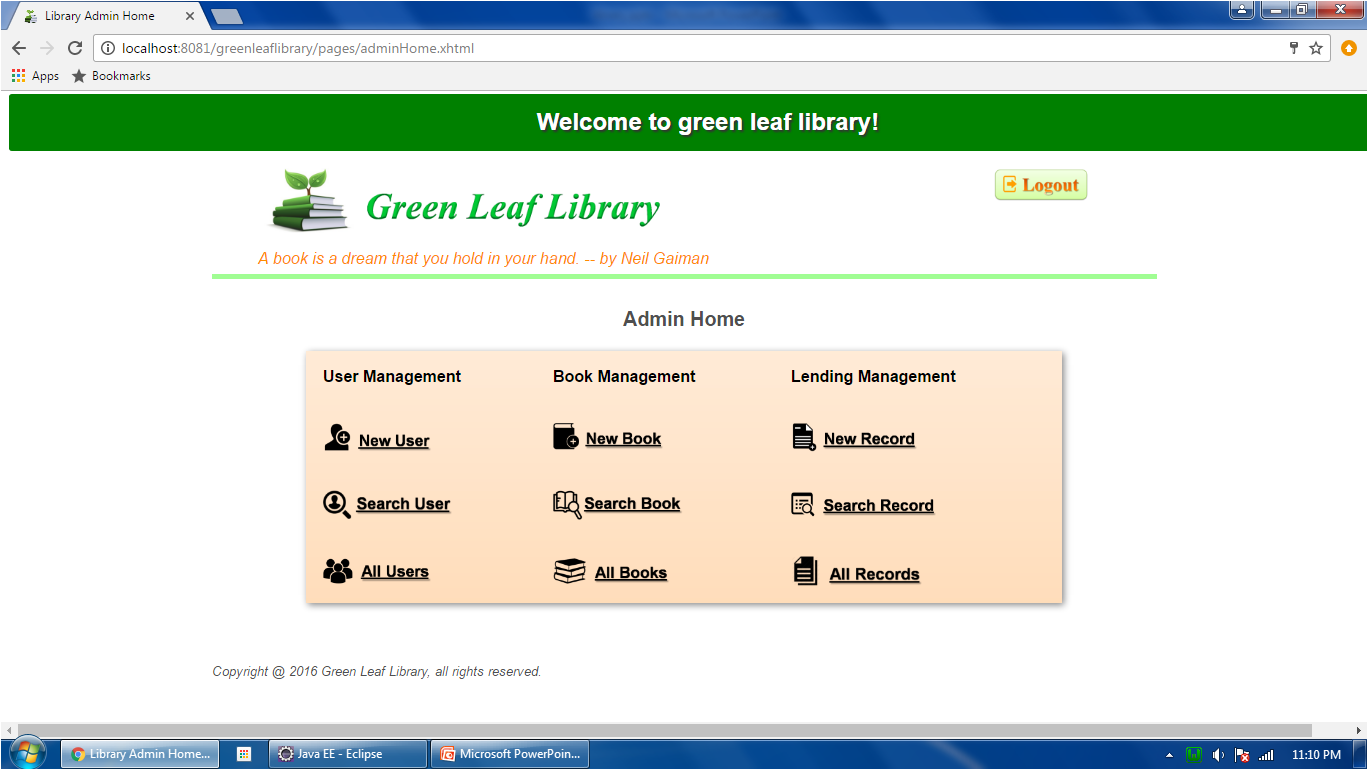 Library Admin Home
localhost:8081/greenleaflibrary/pages/adminHome.xhtml
Apps Bookmarks
Welcome to green leaf library!
Green Leaf Library
Logout
A book is a dream that you hold in your hand. -- by Neil Gaiman
Admin Home
User Management Book Management Lending Management
New User New Book New Record
Search User Search Book Search Record
All Users All Books All Records
Copyright @ 2016 Green Leaf Library, all rights reserved.
Library Admin Home... Java EE - Eclipse Microsoft PowerPoin... 11:10 PM